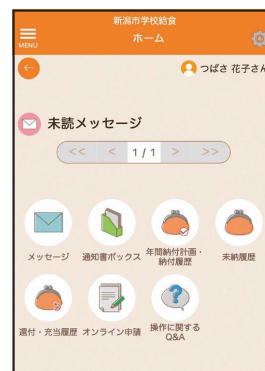 新潟市学校給食
MENU
ホーム
つばさ 花子さん
未読メッセージ
<< < 1 / 1 > >>
メッセージ
通知書ボックス
年間納付計画・
納付履歴
未納履歴
還付・充当履歴
オンライン申請
操作に関する
Q&A